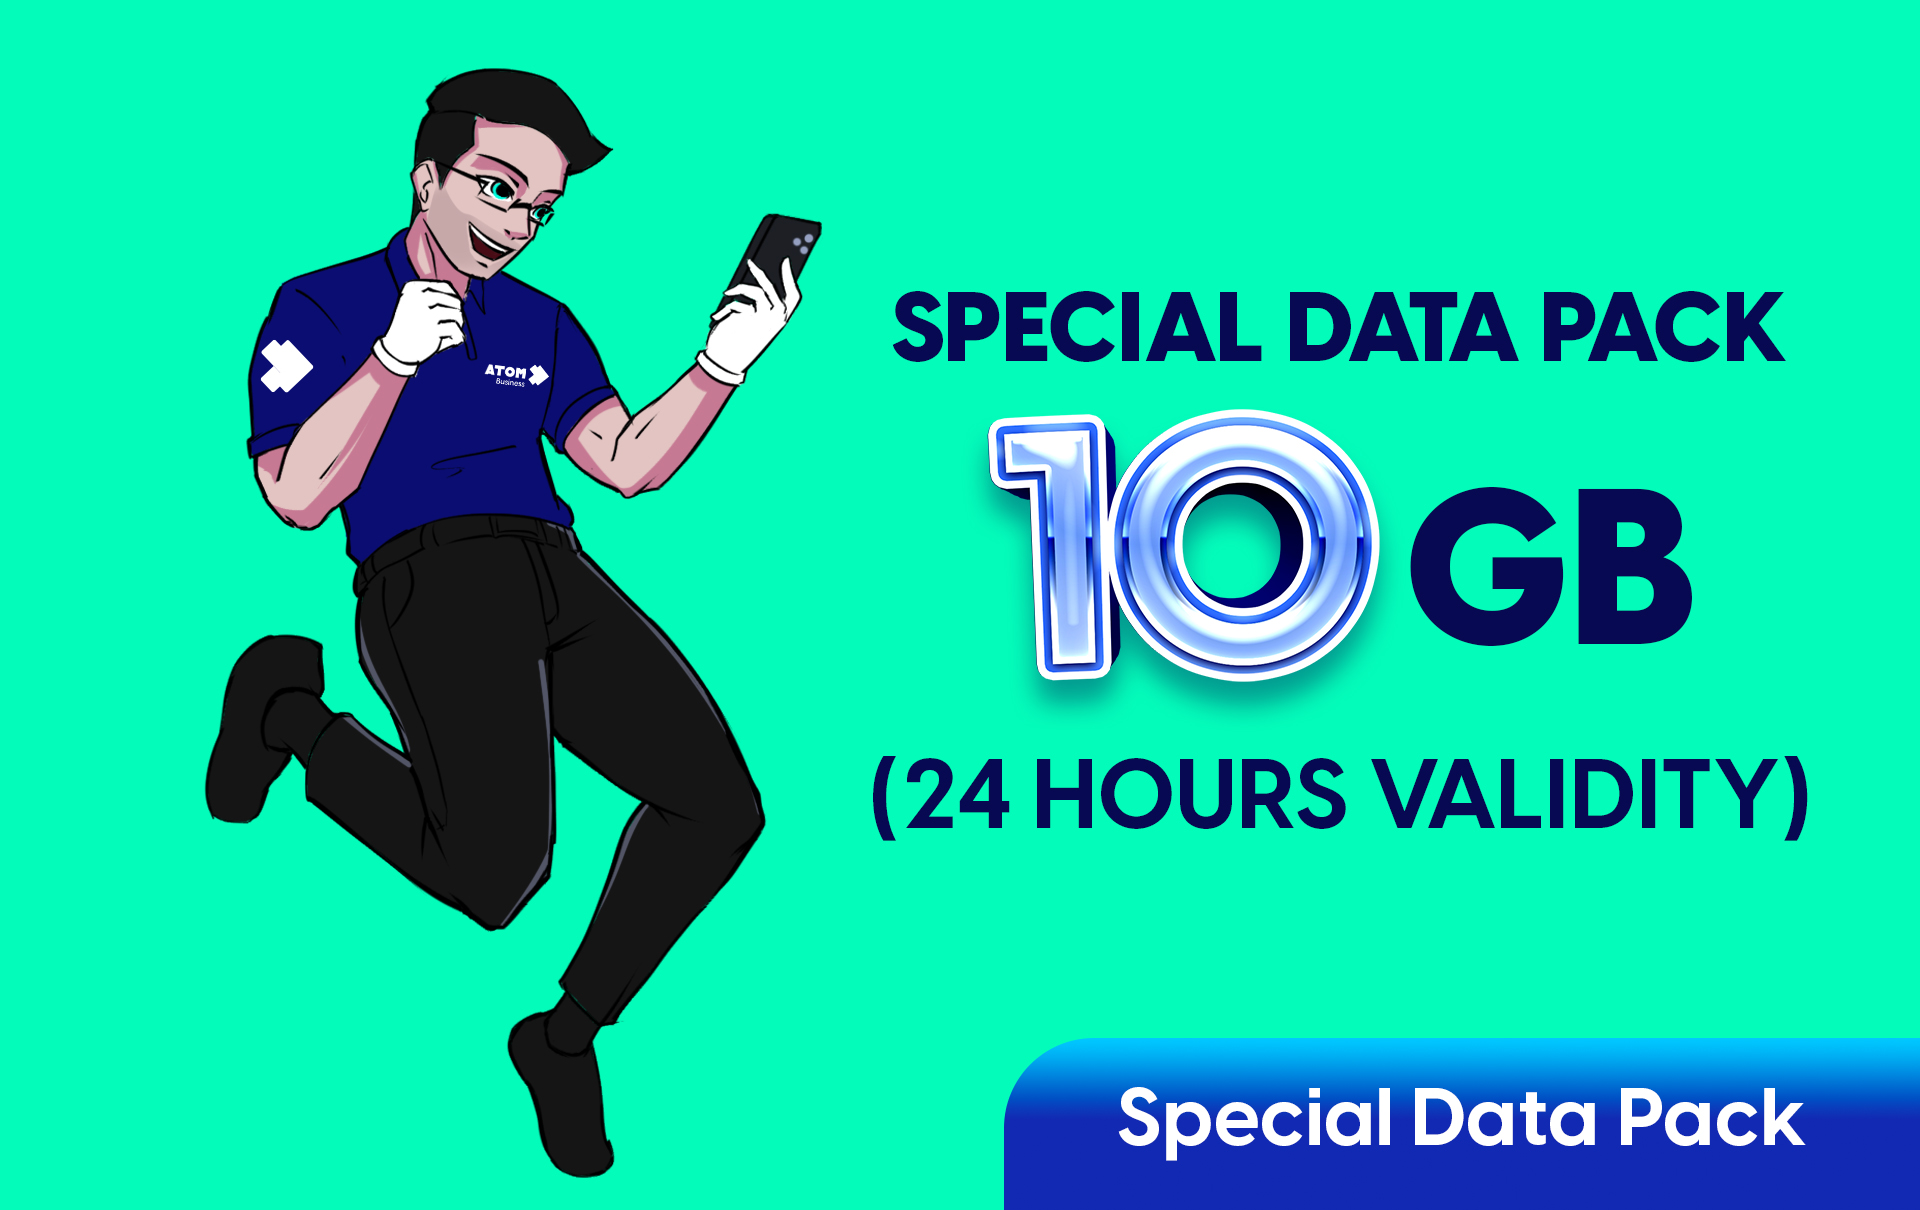 ATOM
Business
SPECIAL DATA PACK
10 GB
(24 HOURS VALIDITY)
Special Data Pack